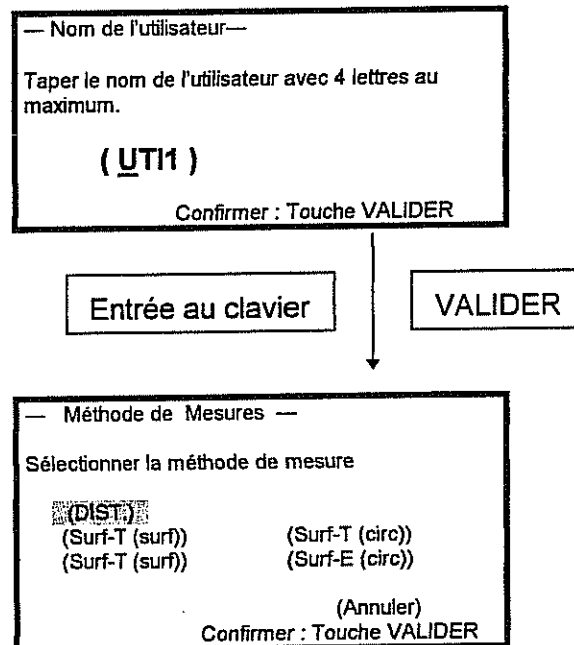 — Nom de l'utilisateur—
Taper le nom de l'utilisateur avec 4 lettres au
maximum.
( UTI1 )
Confirmer : Touche VALIDER
Entrée au clavier
VALIDER
— Méthode de Mesures —
Sélectionner la méthode de mesure
(DIST.)
(Surf-T (surf)) (Surf-T (circ))
(Surf-T (surf)) (Surf-E (circ))
(Annuler)
Confirmer : Touche VALIDER